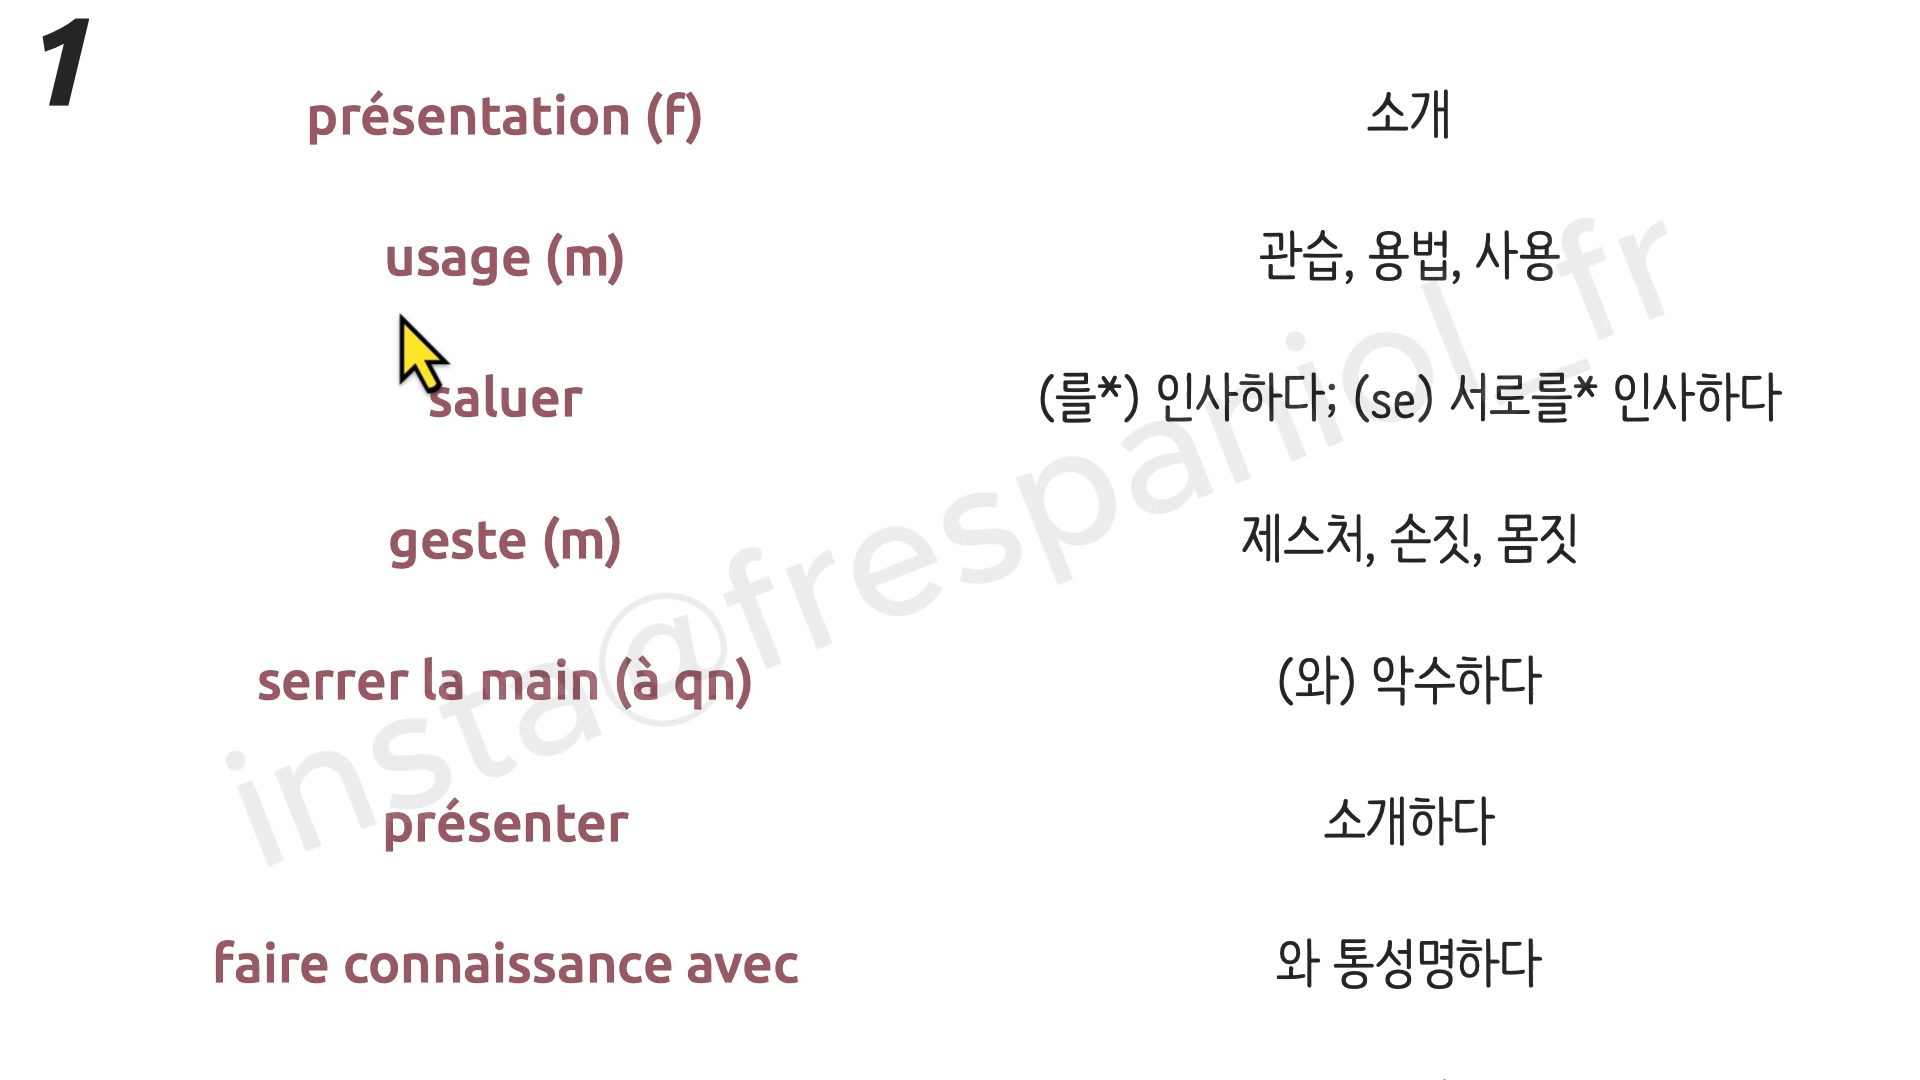 1
présentation (f) 소개
usage (m) 관습, 용법, 사용
saluer (를*) 인사하다; (se) 서로를* 인사하다
geste (m) 제스처, 손짓, 몸짓
serrer la main (à qn) (와) 악수하다
présenter 소개하다
faire connaissance avec 와 통성명하다
insta@frespaniol_fr